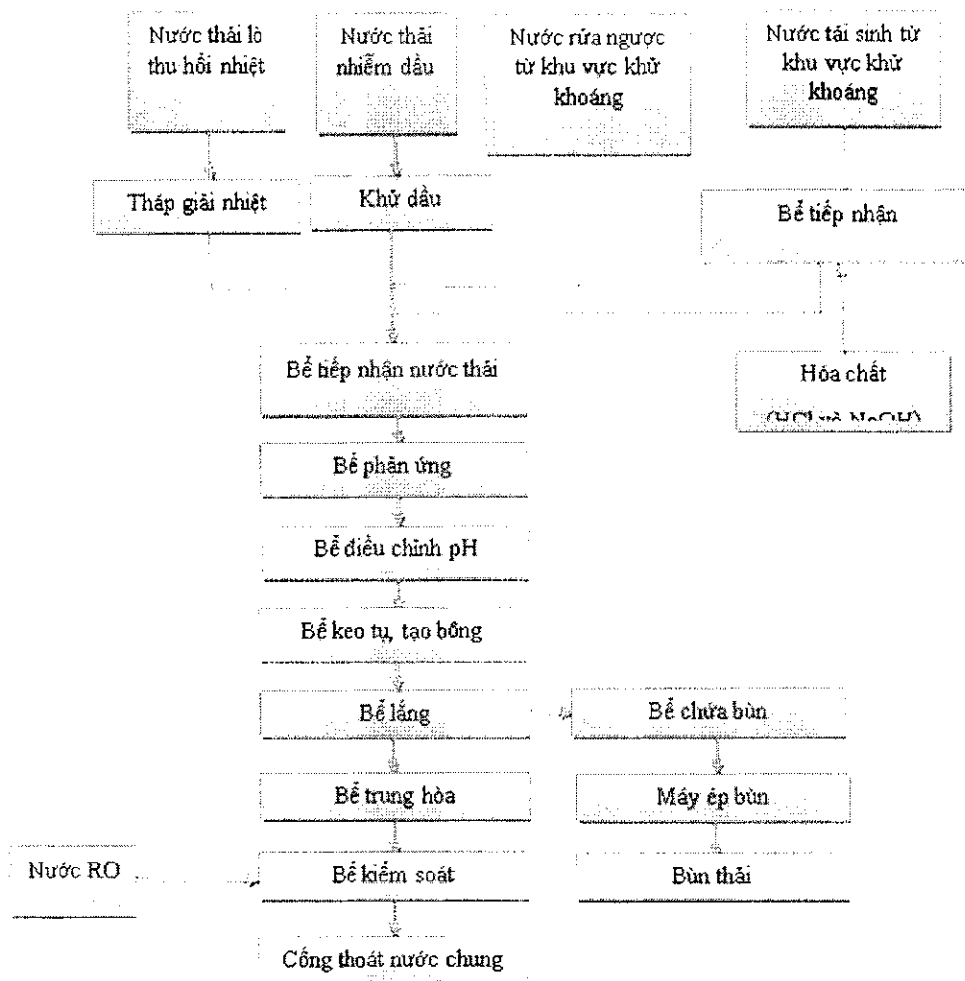 Nước thải lò
thu hồi nhiệt
Nước thải
nhiễm dầu
Nước rửa ngược
từ khu vực khử
khoáng
Nước tái sinh từ
khu vực khử
khoáng
Tháp giải nhiệt
Khử dầu
Bể tiếp nhận
Bể tiếp nhận nước thải
Hóa chất
(HCl và NaOH)
Bể phản ứng
Bể điều chỉnh pH
Bể keo tụ, tạo bông
Bể lắng
Bể chứa bùn
Bể trung hòa
Máy ép bùn
Nước RO
Bể kiểm soát
Bùn thải
Cống thoát nước chung